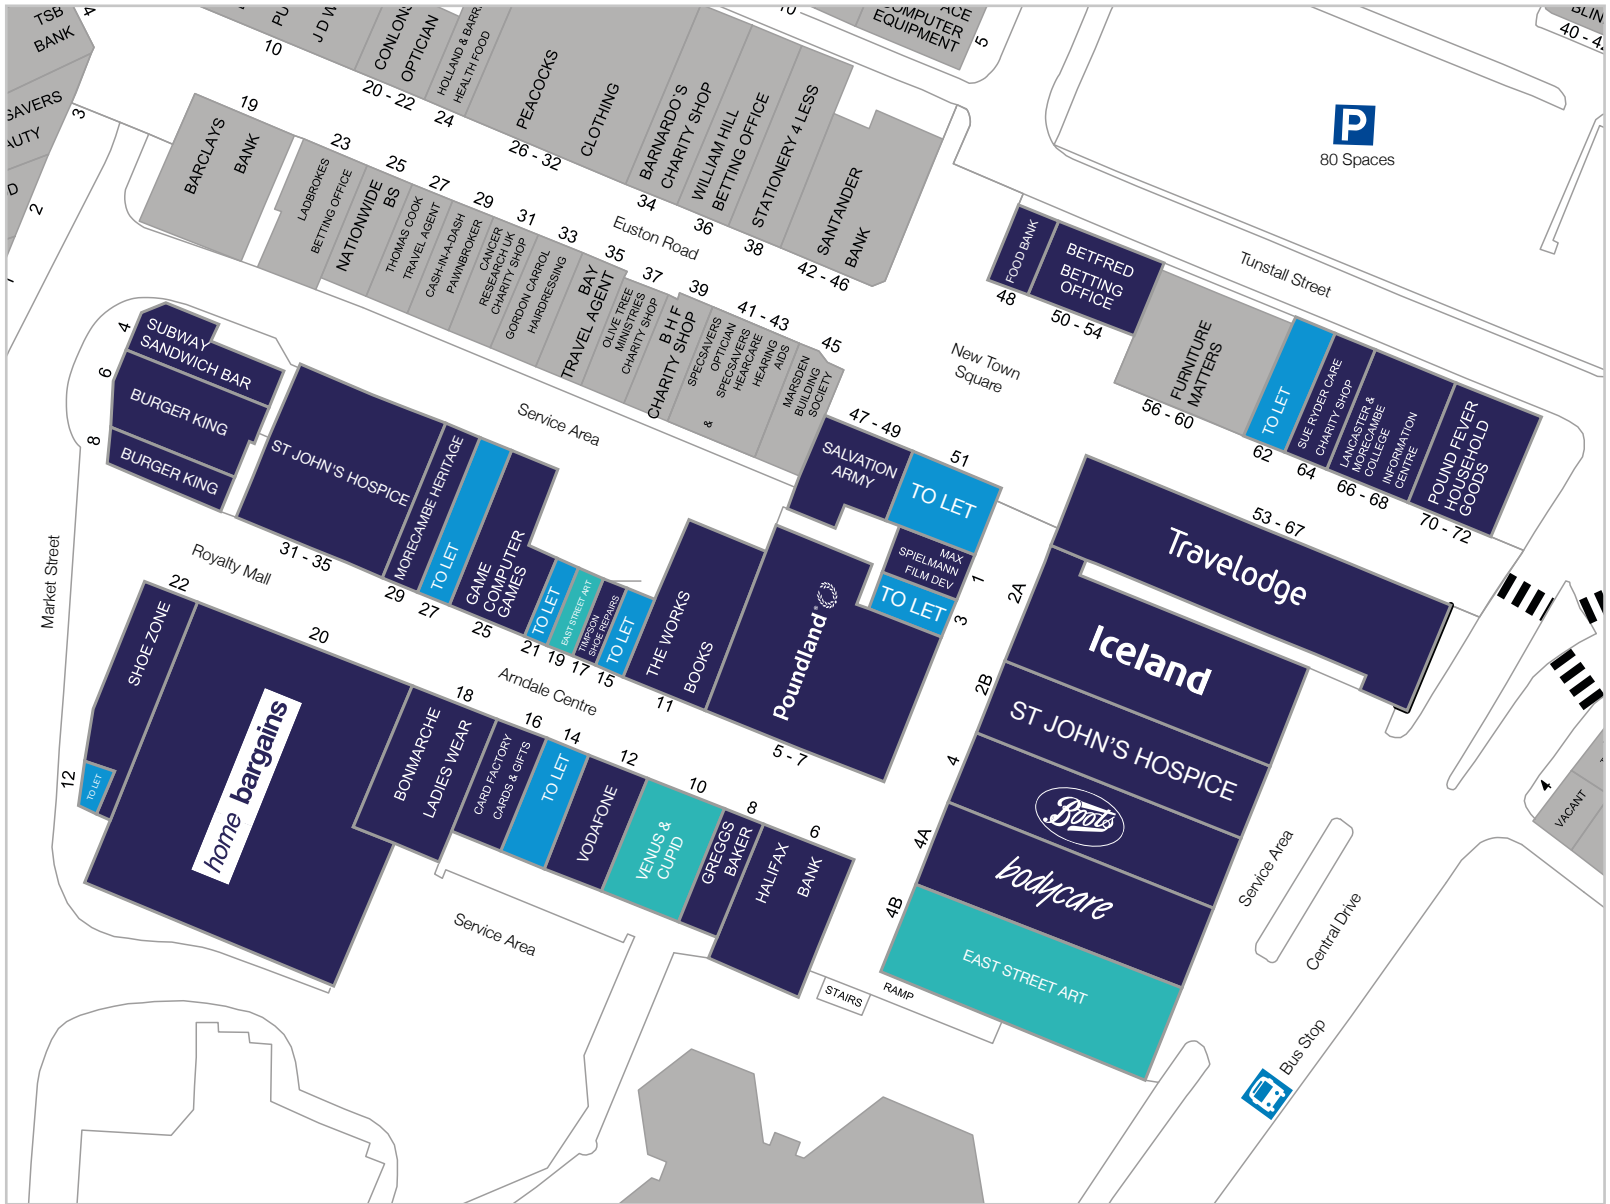 TSB
BANK
4
SAVERS
3
2
10
J D W
CONLONS
OPTICIAN
20 - 22
HOLLAND & BARR
HEALTH FOOD
24
PEACOCKS
CLOTHING
26 - 32
BARNARDO'S
CHARITY SHOP
34
WILLIAM HILL
BETTING OFFICE
36
STATIONERY 4 LESS
38
SANTANDER
BANK
42 - 46
10
COMPUTER
EQUIPMENT
5
40 - 4
P
80 Spaces
19
BARCLAYS
BANK
23
LADBROKES
BETTING OFFICE
25
NATIONWIDE
BS
27
THOMAS COOK
TRAVEL AGENT
29
CASH-IN-A-DASH
PAWNBROKER
31
CANCER
RESEARCH UK
CHARITY SHOP
33
GORDON CARROL
HAIRDRESSING
35
BAY
TRAVEL AGENT
37
OLIVE TREE
MINISTRIES
CHARITY SHOP
39
B H F
CHARITY SHOP
41 - 43
SPECSAVERS
OPTICIAN
&
SPECSAVERS
HEARCARE
HEARING
AIDS
45
MARSDEN
BUILDING
SOCIETY
Euston Road
Tunstall Street
New Town
Square
FOOD BANK
48
BETFRED
BETTING
OFFICE
50 - 54
FURNITURE
MATTERS
56 - 60
TO LET
62
SUE RYDER CARE
CHARITY SHOP
64
LANCASTER &
MORECAMBE
COLLEGE
INFORMATION
CENTRE
66 - 68
POUND FEVER
HOUSEHOLD
GOODS
70 - 72
4
SUBWAY
SANDWICH BAR
6
BURGER KING
8
BURGER KING
ST JOHN'S HOSPICE
31 - 35
MORECAMBE HERITAGE
29
TO LET
27
GAME
COMPUTER
GAMES
25
TO LET
21
EAST STREET ART
19
TIMPSON
SHOE REPAIRS
17
TO LET
15
THE WORKS
BOOKS
11
Poundland
5 - 7
Service Area
47 - 49
SALVATION
ARMY
51
TO LET
MAX
SPIELMANN
FILM DEV
1
TO LET
3
53 - 67
Travelodge
2A
Iceland
2B
ST JOHN'S HOSPICE
4
Boots
4A
bodycare
4B
EAST STREET ART
Market Street
Royalty Mall
Arndale Centre
22
SHOE ZONE
12
TO LET
20
home bargains
18
BONMARCHE
LADIES WEAR
16
CARD FACTORY
CARDS & GIFTS
14
TO LET
12
VODAFONE
10
VENUS &
CUPID
8
GREGGS
BAKER
6
HALIFAX
BANK
Service Area
STAIRS
RAMP
Service Area
Central Drive
Bus Stop
4
VACANT